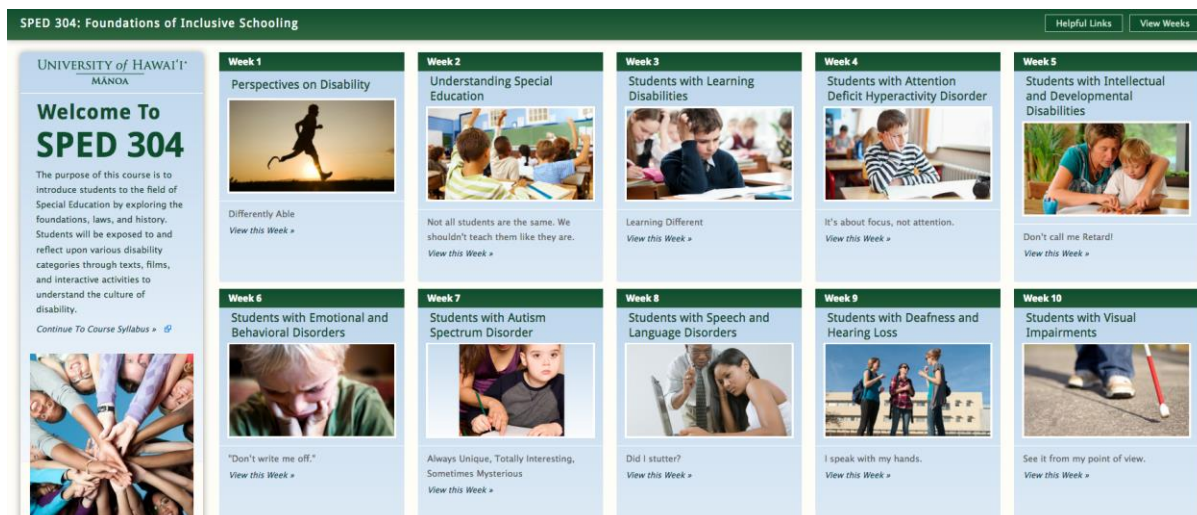 SPED 304: Foundations of Inclusive Schooling
Helpful Links
View Weeks
UNIVERSITY of HAWAI'I®
MĀNOA
Welcome To
SPED 304
The purpose of this course is to
introduce students to the field of
Special Education by exploring the
foundations, laws, and history.
Students will be exposed to and
reflect upon various disability
categories through texts, films,
and interactive activities to
understand the culture of
disability.
Continue To Course Syllabus »
Week 1
Perspectives on Disability
Differently Able
View this Week »
Week 2
Understanding Special
Education
Not all students are the same. We
shouldn't teach them like they are.
View this Week »
Week 3
Students with Learning
Disabilities
Learning Different
View this Week »
Week 4
Students with Attention
Deficit Hyperactivity Disorder
It's about focus, not attention.
View this Week »
Week 5
Students with Intellectual
and Developmental
Disabilities
Don't call me Retard!
View this Week »
Week 6
Students with Emotional and
Behavioral Disorders
"Don't write me off."
View this Week »
Week 7
Students with Autism
Spectrum Disorder
Always Unique, Totally Interesting,
Sometimes Mysterious
View this Week »
Week 8
Students with Speech and
Language Disorders
Did I stutter?
View this Week »
Week 9
Students with Deafness and
Hearing Loss
I speak with my hands.
View this Week »
Week 10
Students with Visual
Impairments
See it from my point of view.
View this Week »